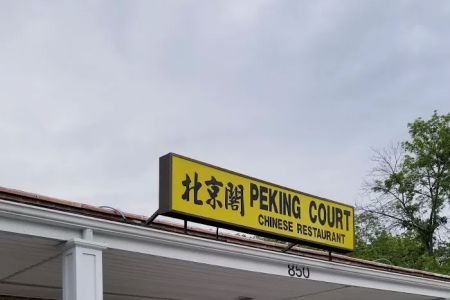 北京閣 PEKING COURT
CHINESE RESTAURANT
850